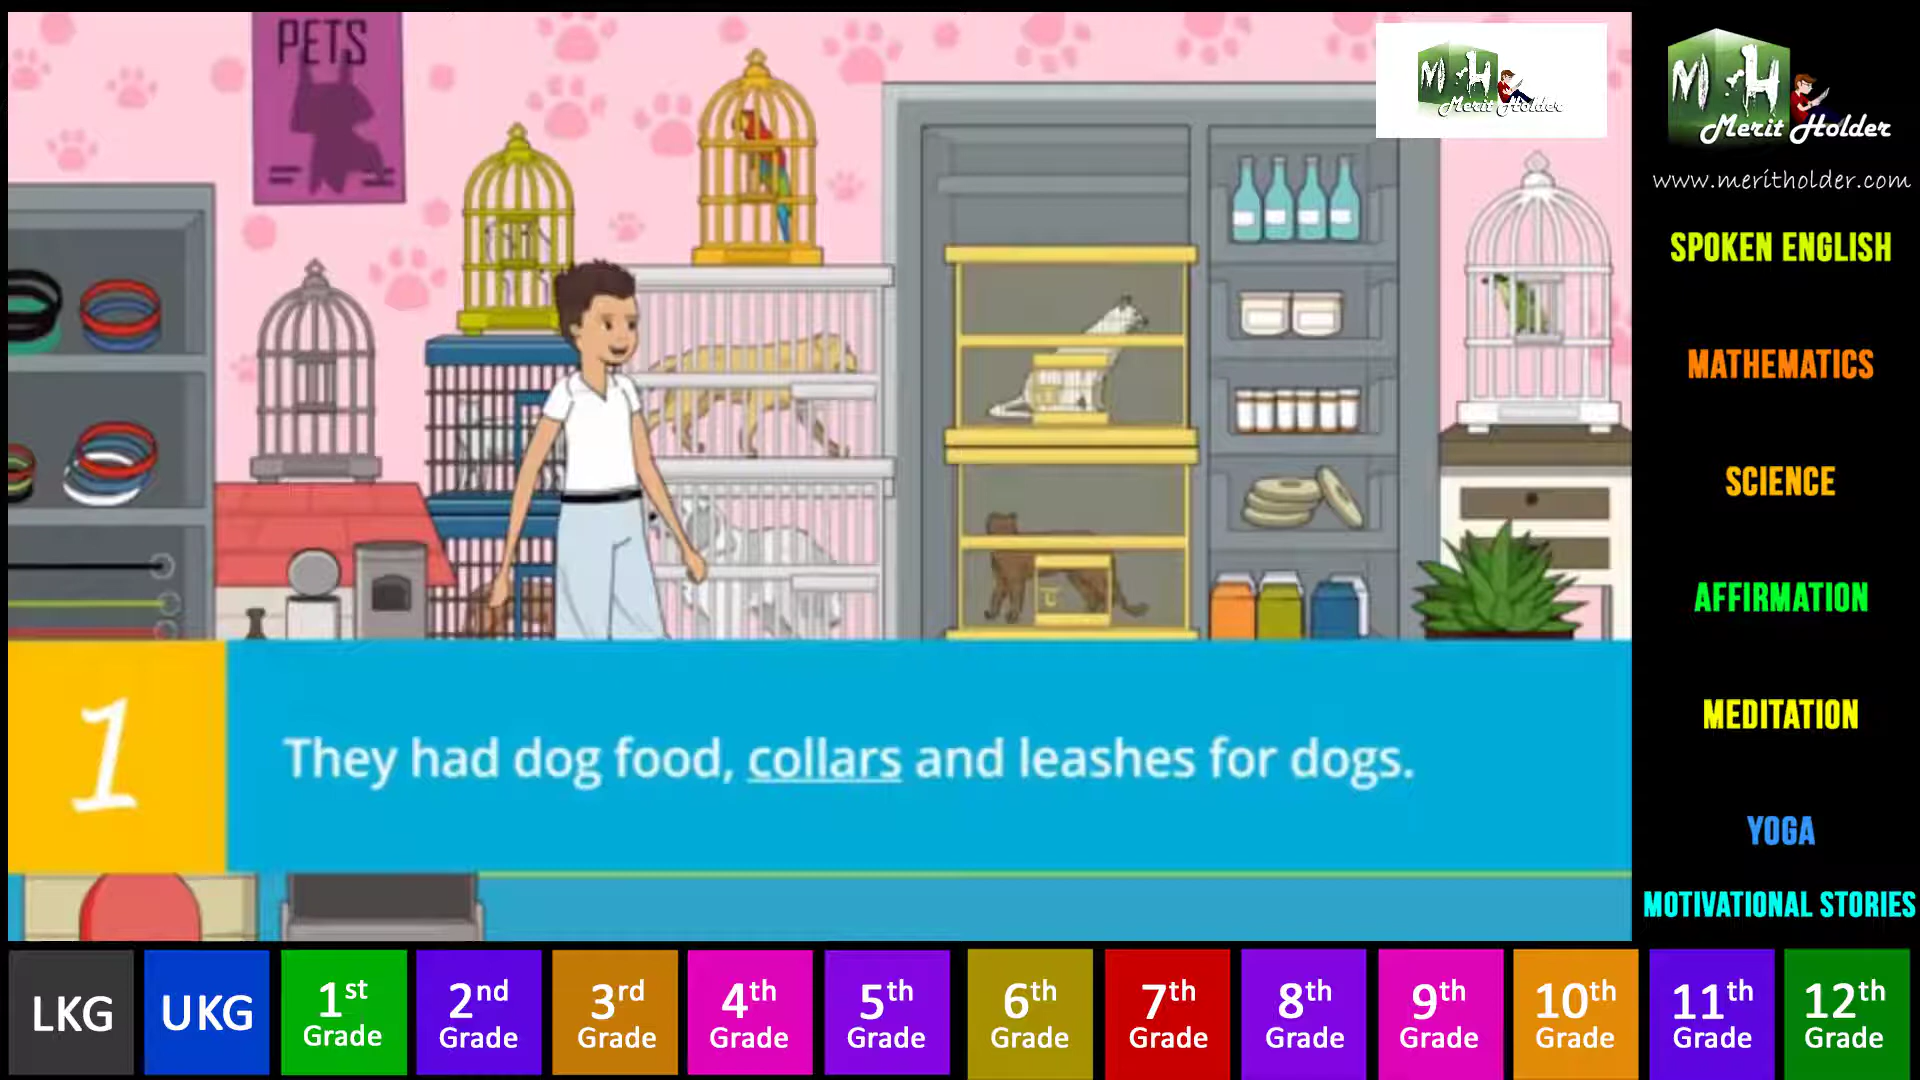 PETS
M H
Merit Holder
M H
Merit Holder
www.meritholder.com
SPOKEN ENGLISH
MATHEMATICS
SCIENCE
AFFIRMATION
MEDITATION
YOGA
MOTIVATIONAL STORIES
1
They had dog food, collars and leashes for dogs.
LKG
UKG
1st Grade
2nd Grade
3rd Grade
4th Grade
5th Grade
6th Grade
7th Grade
8th Grade
9th Grade
10th Grade
11th Grade
12th Grade